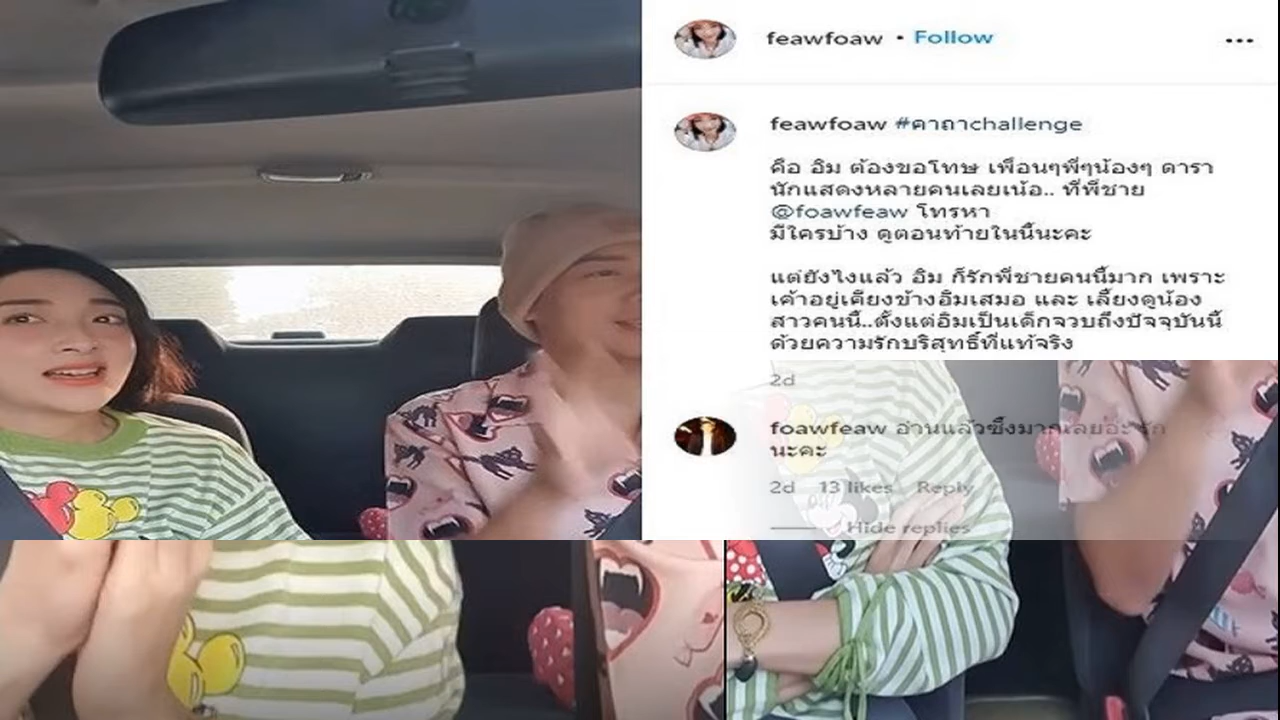 feawfoaw • Follow
feawfoaw #คาถาchallenge
คือ อิม ต้องขอโทษ เพื่อนๆพี่ๆน้องๆ ดารา
นักแสดงหลายคนเลยเน้อ.. ที่พี่ชาย
@foawfeaw โทรหา
มีใครบ้าง ดูตอนท้ายในนี้นะคะ
แต่ยังไงแล้ว อิม ก็รักพี่ชายคนนี้มาก เพราะ
เค้าอยู่เคียงข้างอิมเสมอ และ เลี้ยงดูน้อง
สาวคนนี้..ตั้งแต่อิมเป็นเด็กจวบถึงปัจจุบันนี้
ด้วยความรักบริสุทธิ์ที่แท้จริง
2d
foawfeaw อ่านแล้วซึ้งมากเลยอ่ะ รัก
นะคะ
2d 13 likes Reply
Hide replies